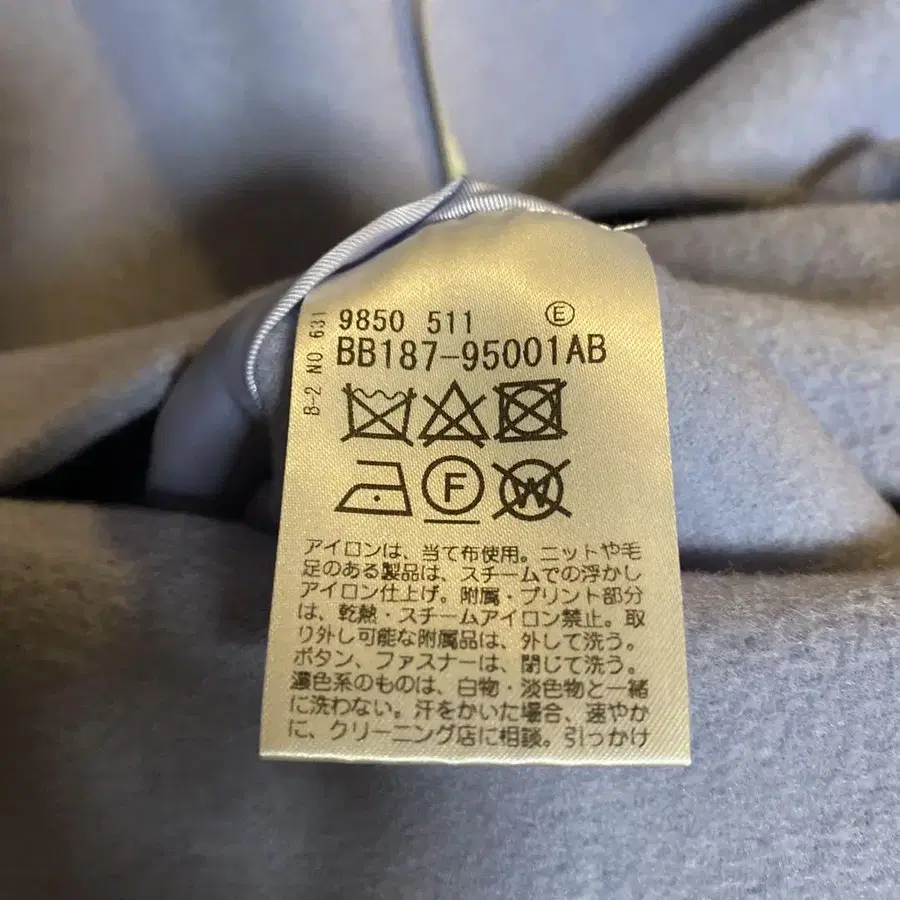 9850 511 Ⓔ
BB187-95001AB
B-2 NO 631
F
W
アイロンは、当て布使用。ニットや毛
足のある製品は、スチームでの浮かし
アイロン仕上げ。附属・プリント部分
は、乾熱・スチームアイロン禁止。取
り外し可能な附属品は、外して洗う。
ボタン、ファスナーは、閉じて洗う。
濃色系のものは、白物・淡色物と一緒
に洗わない。汗をかいた場合、速やか
に、クリーニング店に相談。引っかけ